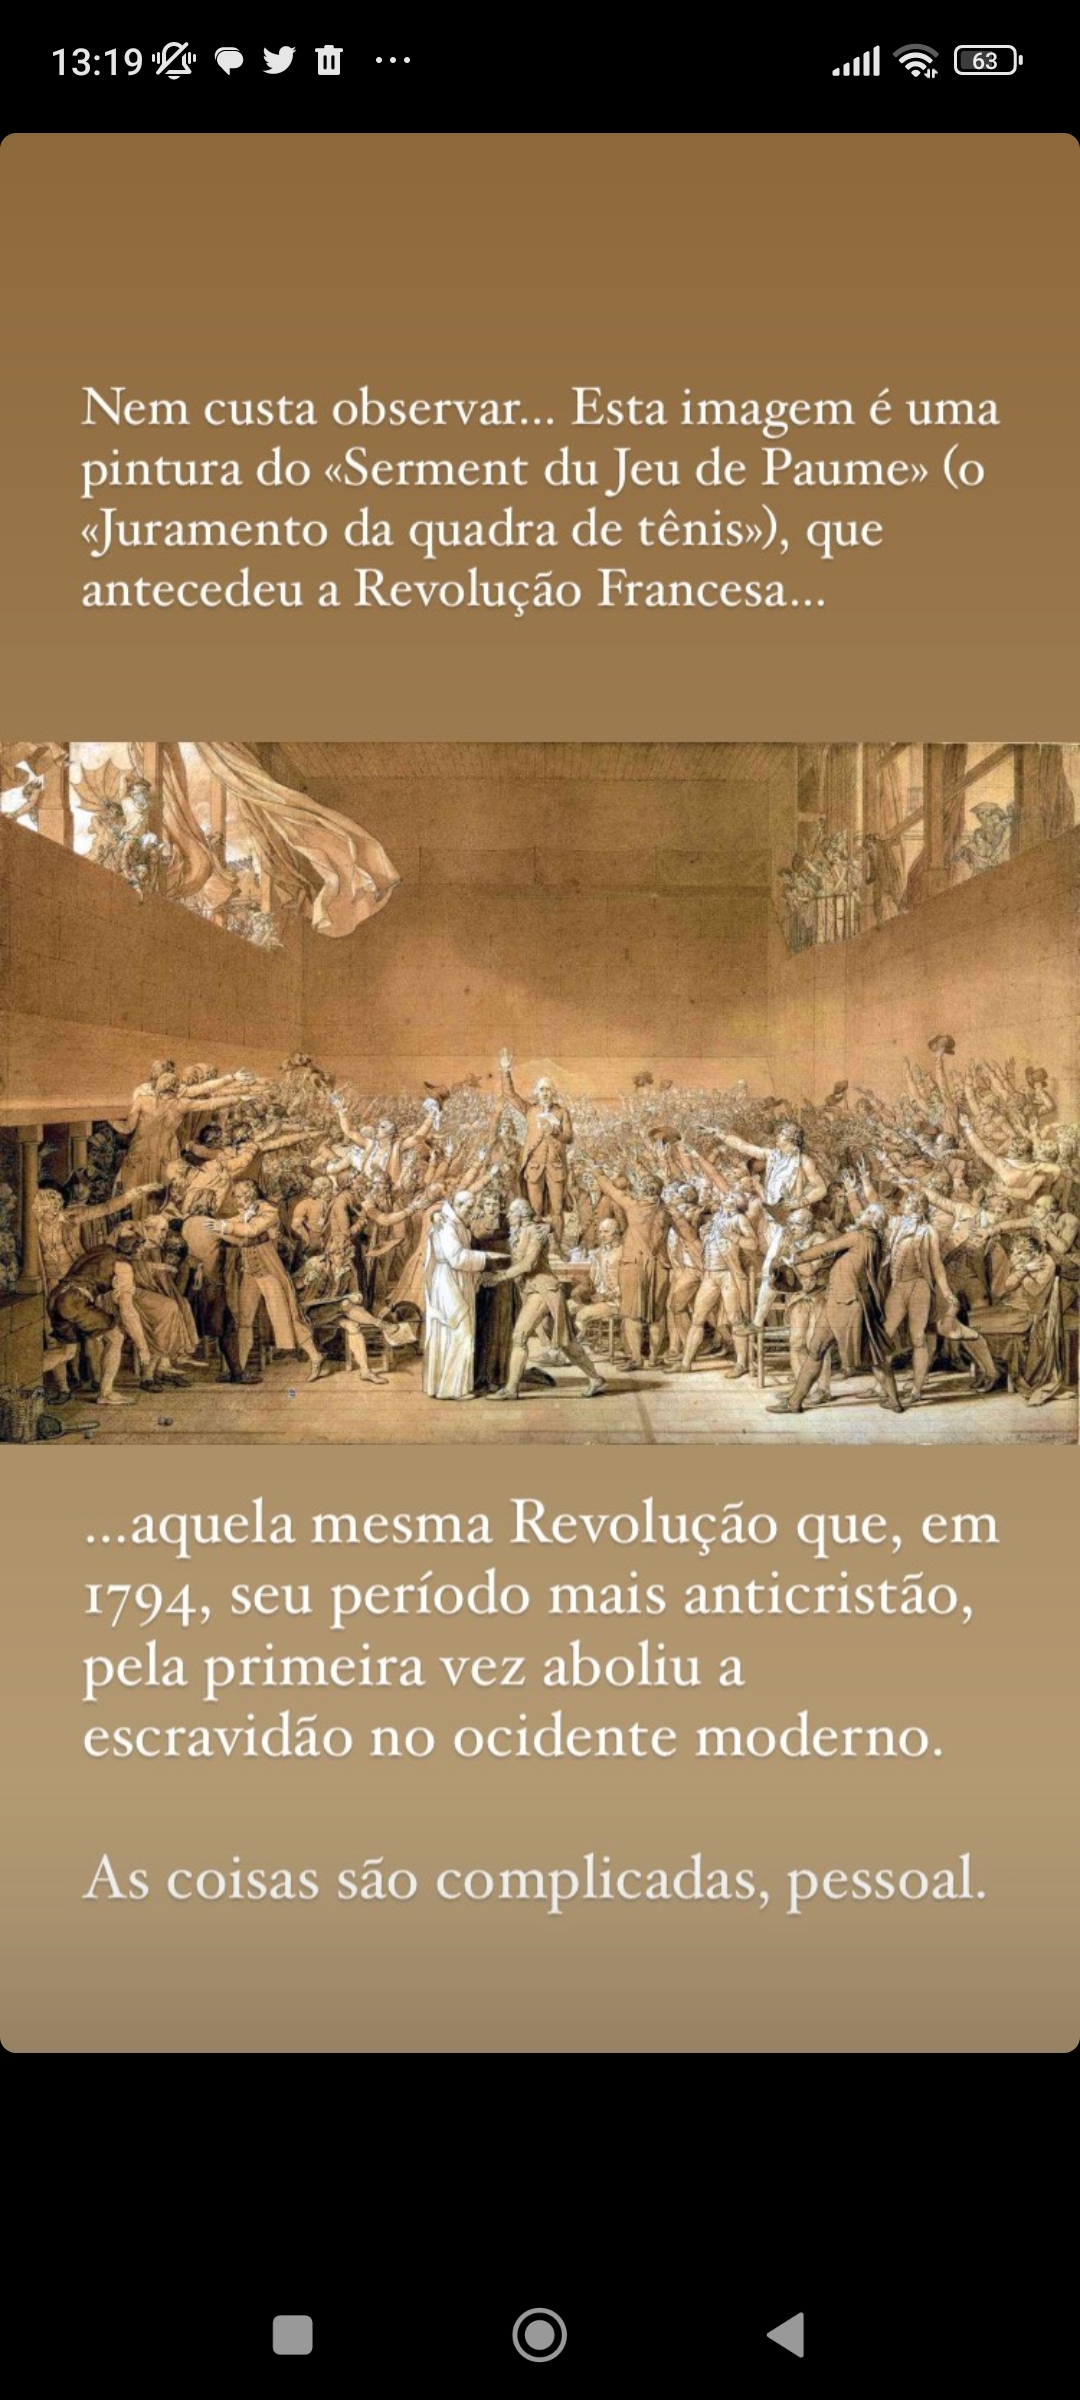 13:19
63
Nem custa observar... Esta imagem é uma
pintura do «Serment du Jeu de Paume» (o
«Juramento da quadra de tênis»), que
antecedeu a Revolução Francesa...
...aquela mesma Revolução que, em
1794, seu período mais anticristão,
pela primeira vez aboliu a
escravidão no ocidente moderno.
As coisas são complicadas, pessoal.